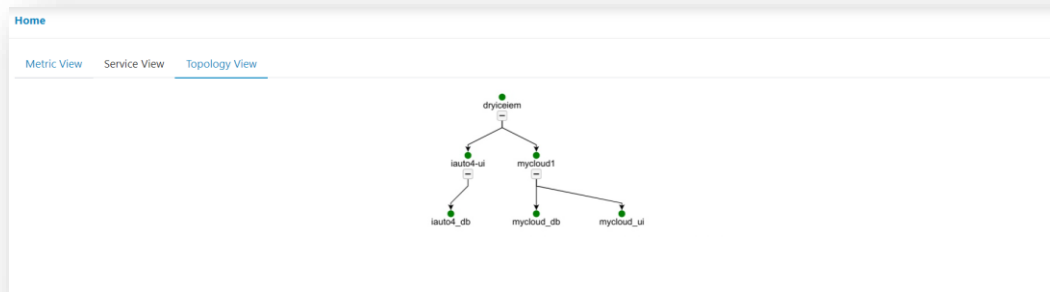 Home
Metric View Service View Topology View
dryiceiem
iauto4-ui mycloud1
iauto4_db mycloud_db mycloud_ui